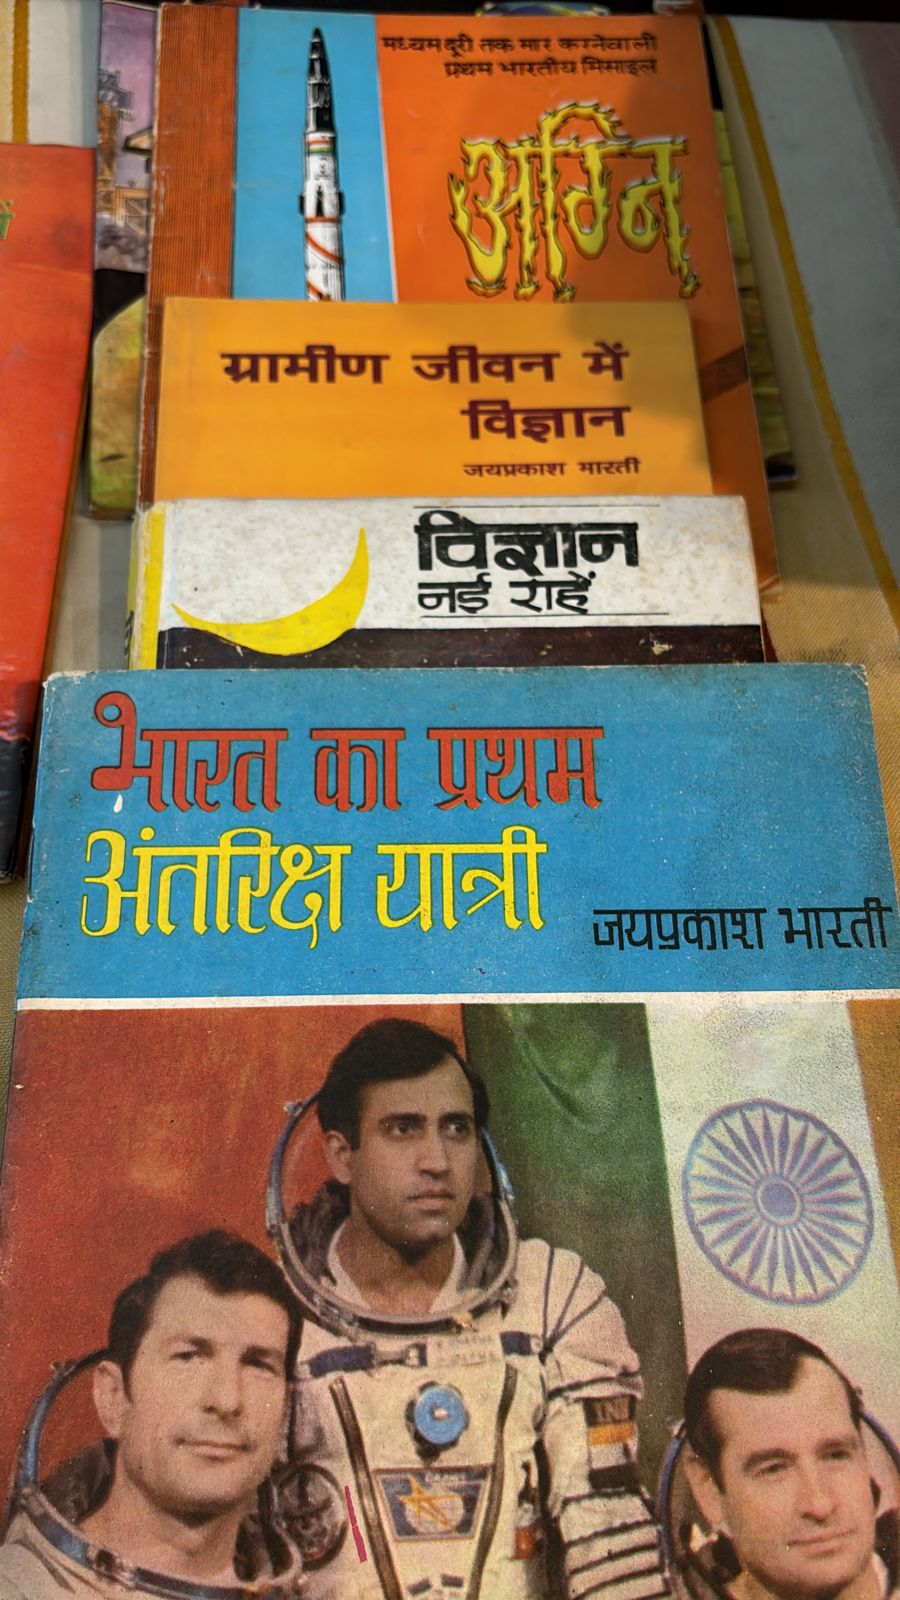 मध्यम दूरी तक मार करनेवाली
प्रथम भारतीय मिसाइल
अग्नि
ग्रामीण जीवन में
विज्ञान
जयप्रकाश भारती
विज्ञान
नई राहें
भारत का प्रथम
अंतरिक्ष यात्री
जयप्रकाश भारती